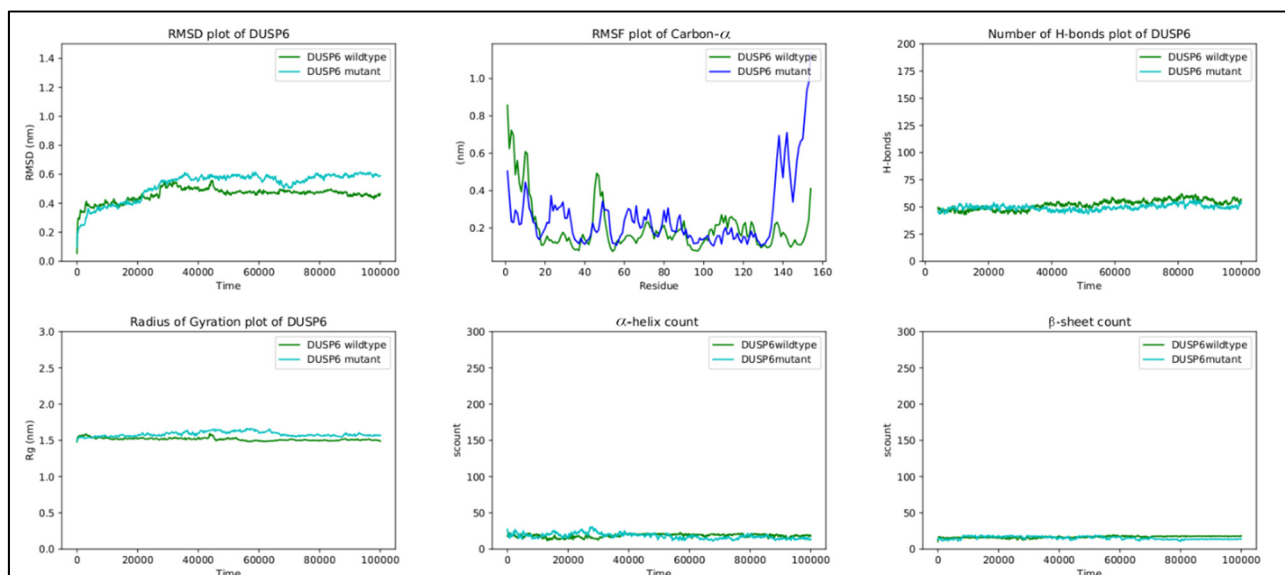 RMSD plot of DUSP6
1.4
1.2
1.0
0.8
0.6
0.4
0.2
0.0
RMSD (nm)
DUSP6 wildtype
DUSP6 mutant
0 20000 40000 60000 80000 100000
Time
RMSF plot of Carbon-α
1.0
0.8
0.6
0.4
0.2
(nm)
DUSP6 wildtype
DUSP6 mutant
0 20 40 60 80 100 120 140 160
Residue
Number of H-bonds plot of DUSP6
200
175
150
125
100
75
50
25
0
H-bonds
DUSP6 wildtype
DUSP6 mutant
20000 40000 60000 80000 100000
Time
Radius of Gyration plot of DUSP6
3.0
2.5
2.0
1.5
1.0
0.5
0.0
Rg (nm)
DUSP6 wildtype
DUSP6 mutant
0 20000 40000 60000 80000 100000
Time
α-helix count
300
250
200
150
100
50
0
scount
DUSP6wildtype
DUSP6mutant
0 20000 40000 60000 80000 100000
Time
β-sheet count
300
250
200
150
100
50
0
scount
DUSP6wildtype
DUSP6mutant
0 20000 40000 60000 80000 100000
Time